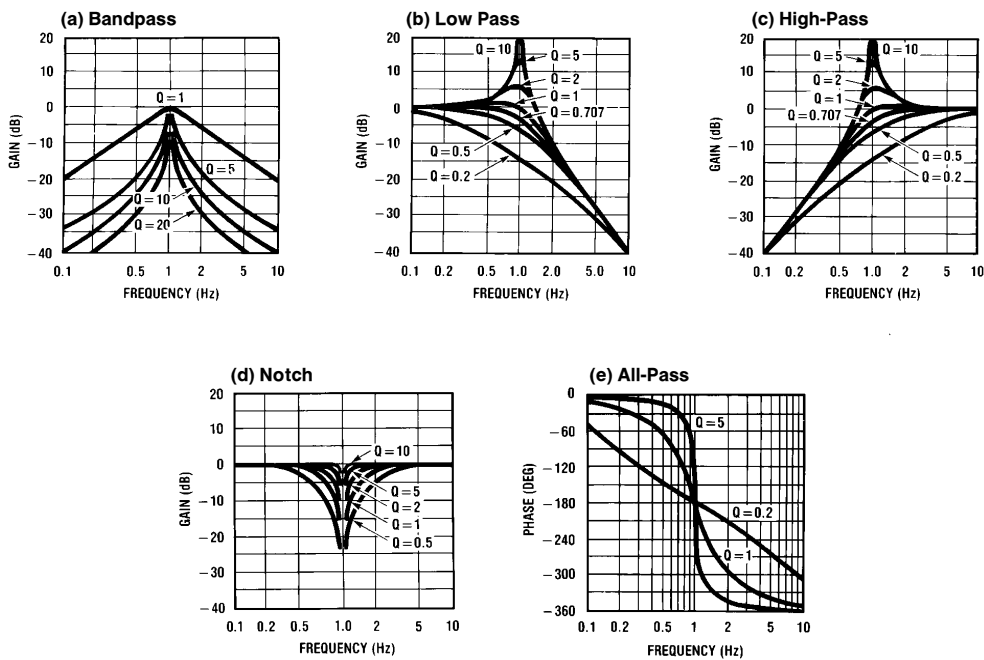 (a) Bandpass
20
10
0
−10
−20
−30
−40
GAIN (dB)
Q = 1
Q = 5
Q = 10
Q = 20
0.1 0.2 0.5 1 2 5 10
FREQUENCY (Hz)
(b) Low Pass
20
10
0
−10
−20
−30
−40
GAIN (dB)
Q = 10
Q = 5
Q = 2
Q = 1
Q = 0.707
Q = 0.5
Q = 0.2
0.1 0.2 0.5 1.0 2.0 5.0 10
FREQUENCY (Hz)
(c) High-Pass
20
10
0
−10
−20
−30
−40
GAIN (dB)
Q = 10
Q = 5
Q = 2
Q = 1
Q = 0.707
Q = 0.5
Q = 0.2
0.1 0.2 0.5 1.0 2 5 10
FREQUENCY (Hz)
(d) Notch
20
10
0
−10
−20
−30
−40
GAIN (dB)
Q = 10
Q = 5
Q = 2
Q = 1
Q = 0.5
0.1 0.2 0.5 1.0 2 5 10
FREQUENCY (Hz)
(e) All-Pass
0
−60
−120
−180
−240
−300
−360
PHASE (DEG)
Q = 5
Q = 0.2
Q = 1
0.1 0.2 0.5 1 2 5 10
FREQUENCY (Hz)